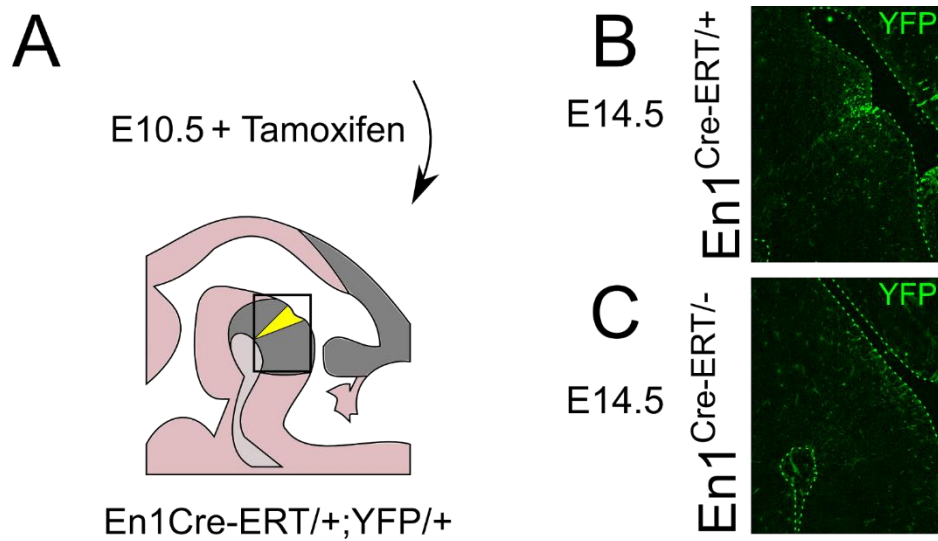 A
E10.5 + Tamoxifen
En1Cre-ERT/+;YFP/+
B
E14.5
En1Cre-ERT/+
YFP
C
E14.5
En1Cre-ERT/-
YFP